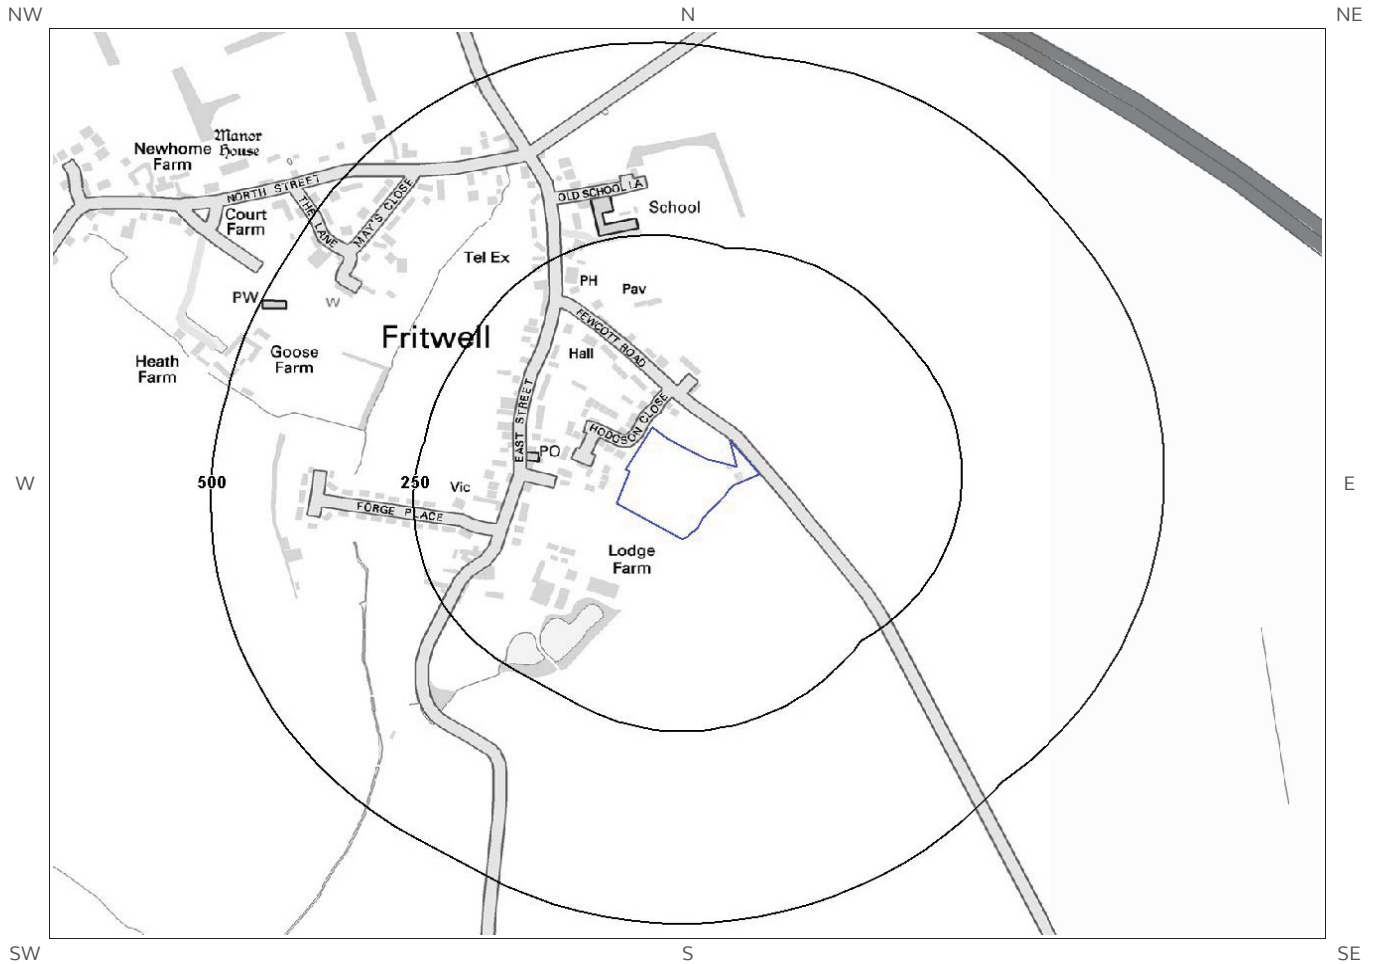 NW
N
NE
Manor
House
Newhome
Farm
NORTH STREET
OLD SCHOOL LA
School
THE LANE
MAY'S CLOSE
Court
Farm
Tel Ex
PH
Pav
PW
W
FEWCOTT ROAD
Fritwell
Hall
Heath
Farm
Goose
Farm
EAST STREET
HODGSON CLOSE
PO
W
500
250
Vic
E
FORGE PLACE
Lodge
Farm
SW
S
SE